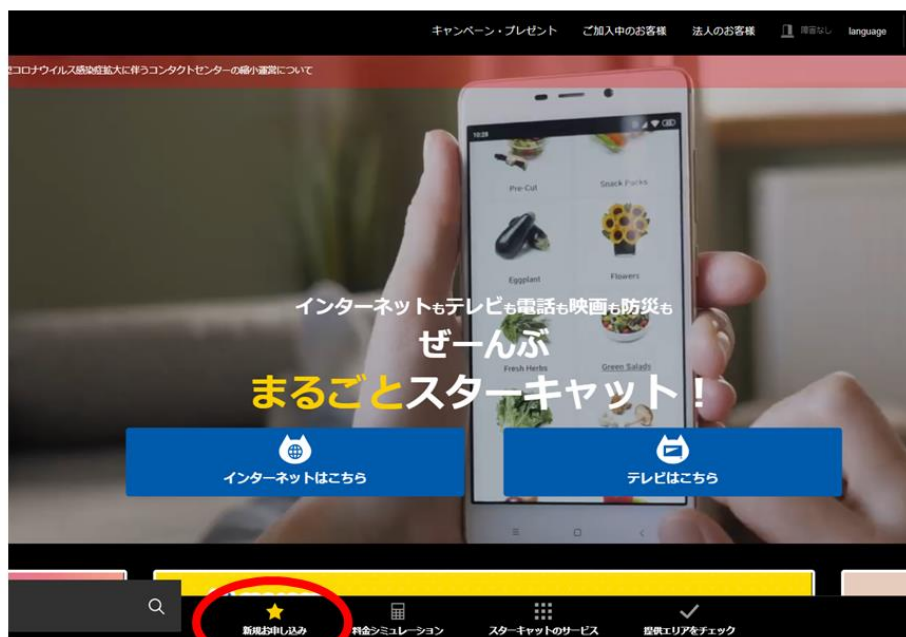 キャンペーン・プレゼント ご加入中のお客様 法人のお客様 障害なし language
コロナウイルス感染症拡大に伴うコンタクトセンターの縮小運営について
10:28
Pre-Cut Snack Packs
Eggplant Flowers
インターネットもテレビも電話も映画も防災も
ぜーんぶ
Fresh Herbs Green Salads
まるごとスターキャット！
インターネットはこちら テレビはこちら
新規お申し込み 料金シミュレーション スターキャットのサービス 提供エリアをチェック